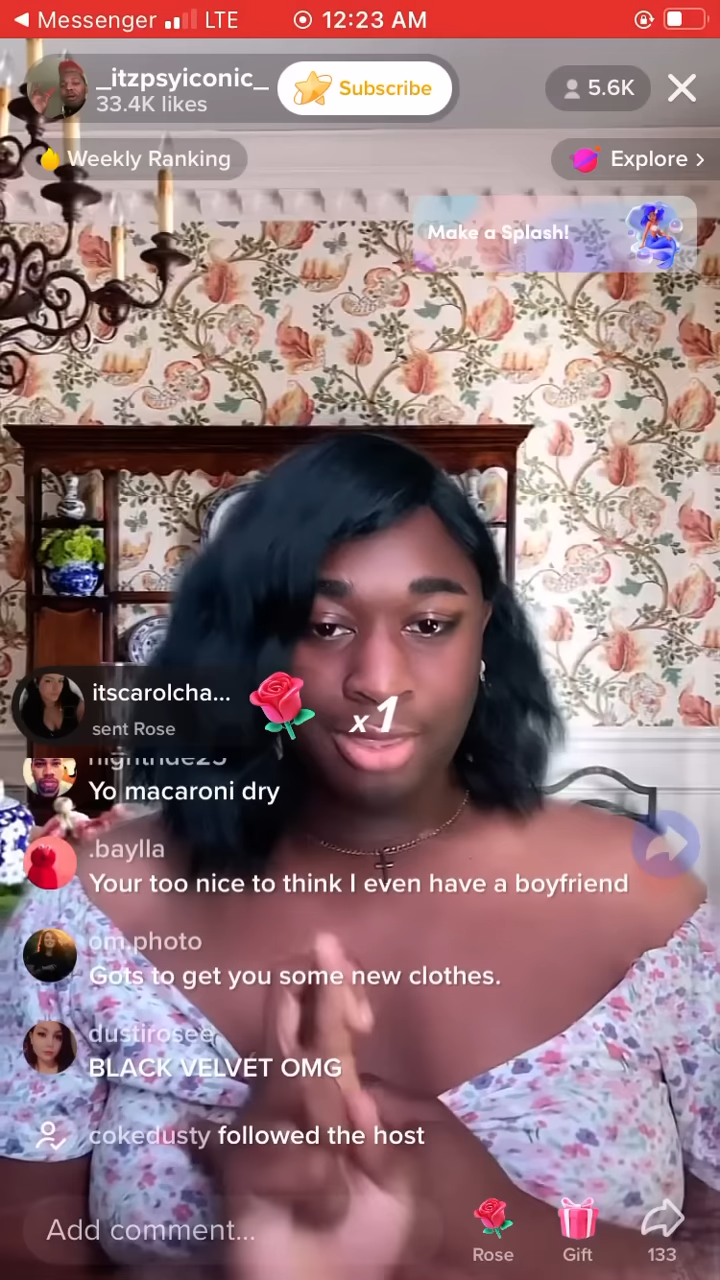 Messenger LTE 12:23 AM
_itzpsyiconic_
33.4K likes
Subscribe
5.6K
Weekly Ranking
Explore >
Make a Splash!
itscarolcha...
sent Rose
x1
Yo macaroni dry
.baylla
Your too nice to think I even have a boyfriend
om.photo
Gots to get you some new clothes.
dustirosee
BLACK VELVET OMG
cokedusty followed the host
Add comment...
Rose
Gift
133